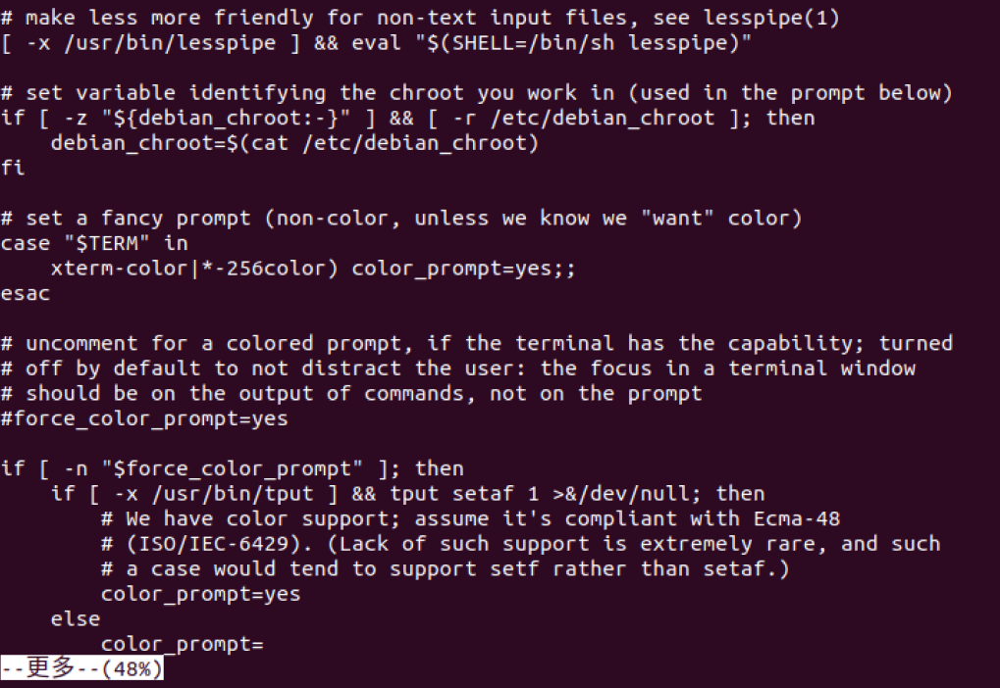 # make less more friendly for non-text input files, see lesspipe(1)
[ -x /usr/bin/lesspipe ] && eval "$(SHELL=/bin/sh lesspipe)"

# set variable identifying the chroot you work in (used in the prompt below)
if [ -z "${debian_chroot:-}" ] && [ -r /etc/debian_chroot ]; then
    debian_chroot=$(cat /etc/debian_chroot)
fi

# set a fancy prompt (non-color, unless we know we "want" color)
case "$TERM" in
    xterm-color|*-256color) color_prompt=yes;;
esac

# uncomment for a colored prompt, if the terminal has the capability; turned
# off by default to not distract the user: the focus in a terminal window
# should be on the output of commands, not on the prompt
#force_color_prompt=yes

if [ -n "$force_color_prompt" ]; then
    if [ -x /usr/bin/tput ] && tput setaf 1 >&/dev/null; then
        # We have color support; assume it's compliant with Ecma-48
        # (ISO/IEC-6429). (Lack of such support is extremely rare, and such
        # a case would tend to support setf rather than setaf.)
        color_prompt=yes
    else
        color_prompt=
--更多--(48%)